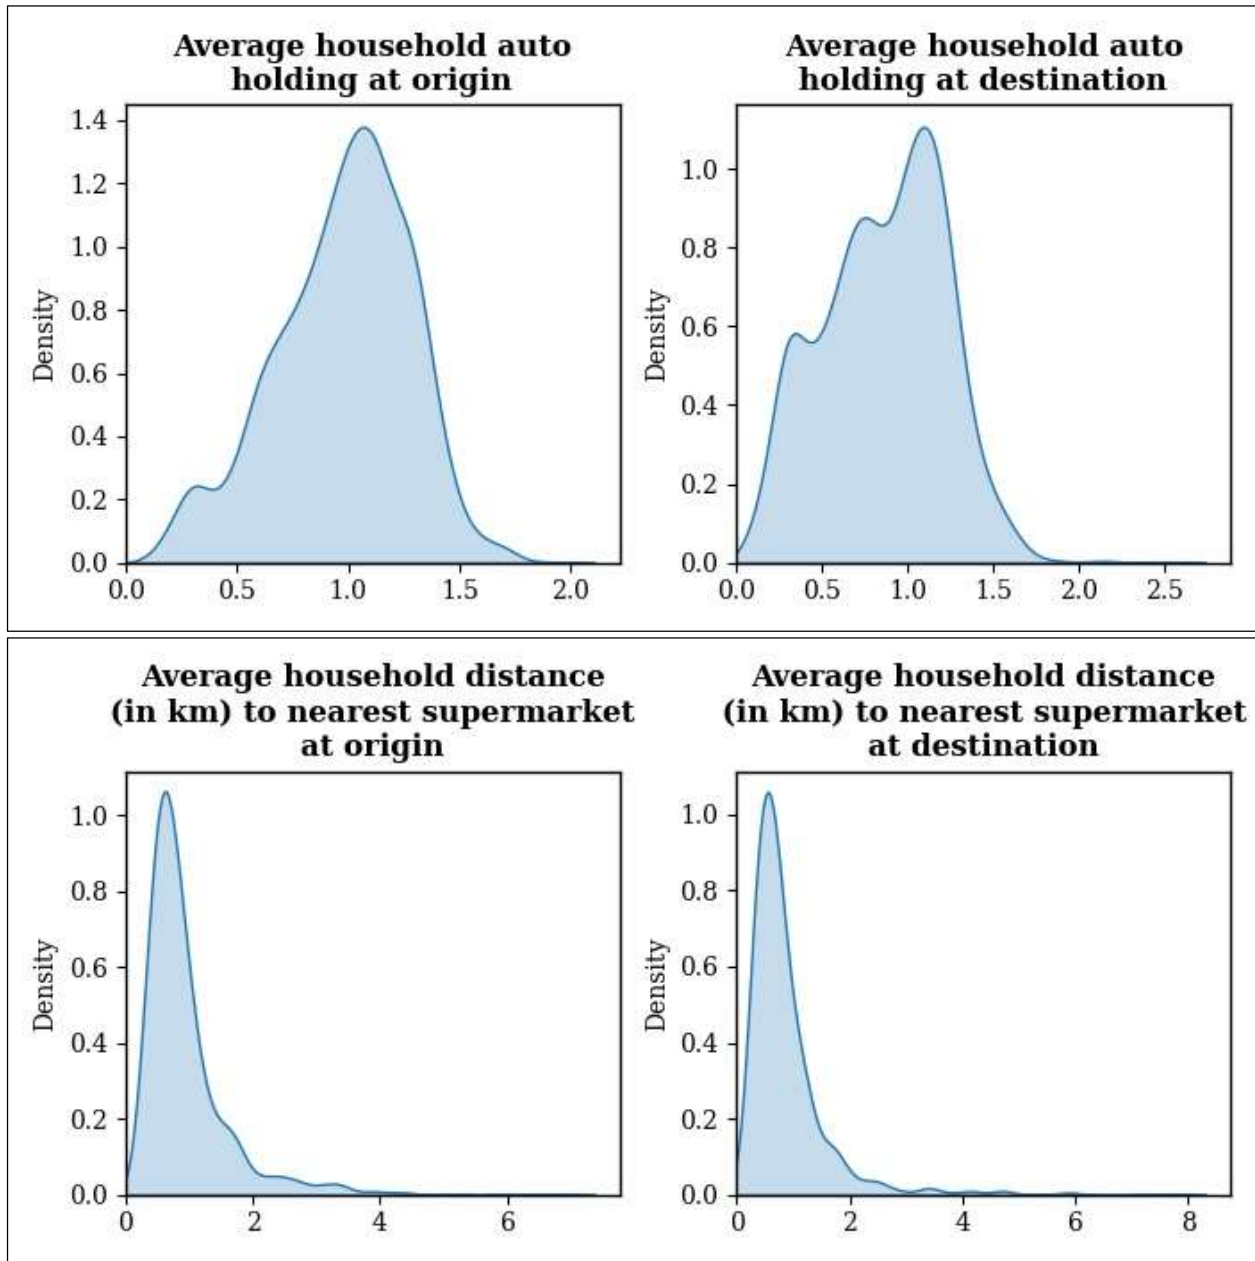 Average household auto
holding at origin
Density
1.4
1.2
1.0
0.8
0.6
0.4
0.2
0.0
0.0 0.5 1.0 1.5 2.0
Average household auto
holding at destination
Density
1.0
0.8
0.6
0.4
0.2
0.0
0.0 0.5 1.0 1.5 2.0 2.5
Average household distance
(in km) to nearest supermarket
at origin
Density
1.0
0.8
0.6
0.4
0.2
0.0
0 2 4 6
Average household distance
(in km) to nearest supermarket
at destination
Density
1.0
0.8
0.6
0.4
0.2
0.0
0 2 4 6 8